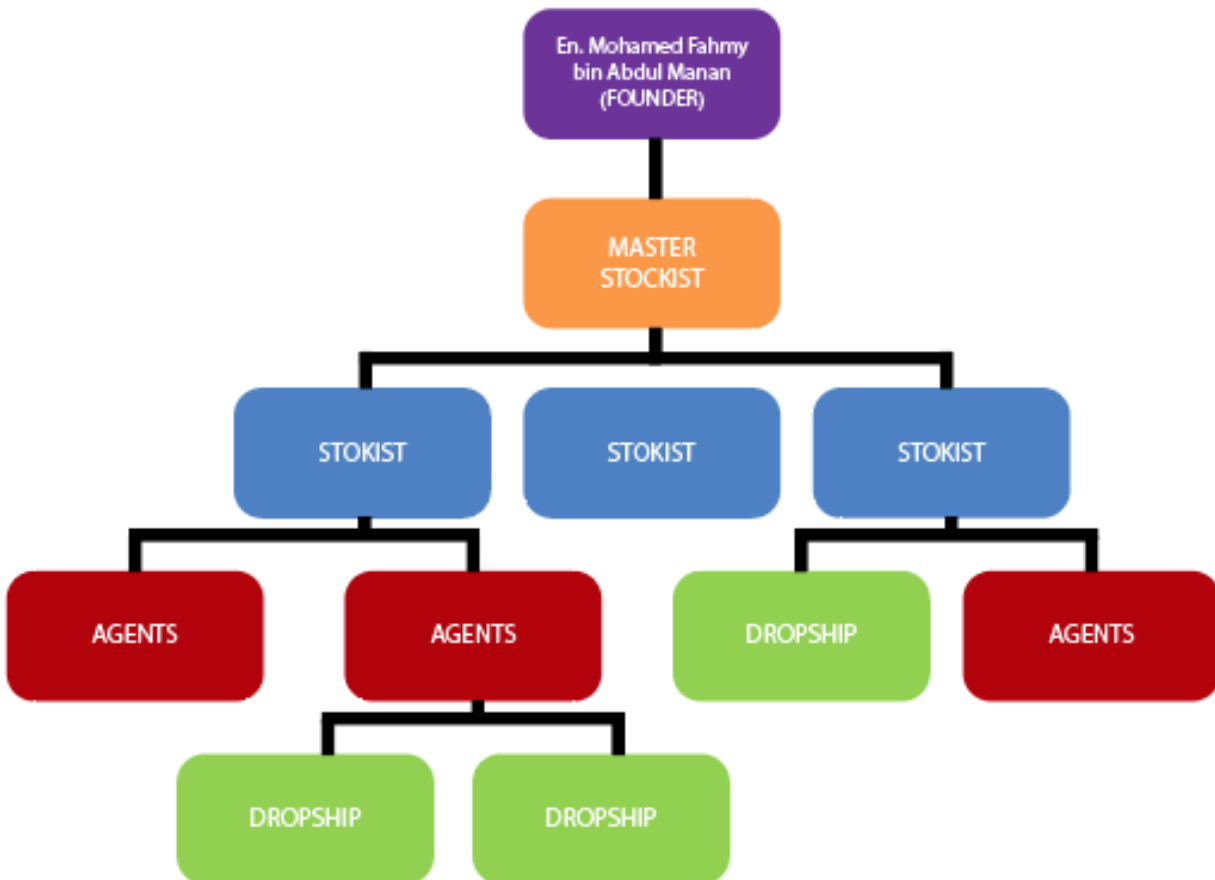 En. Mohamed Fahmy
bin Abdul Manan
(FOUNDER)
MASTER
STOCKIST
STOKIST
STOKIST
STOKIST
AGENTS
AGENTS
DROPSHIP
AGENTS
DROPSHIP
DROPSHIP